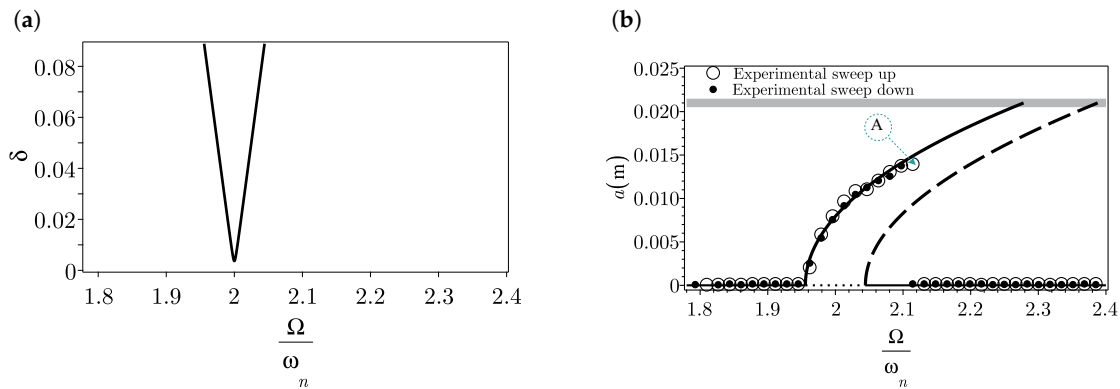 (a)
0.08
0.06
δ
0.04
0.02
0
1.8
1.9
2
2.1
2.2
2.3
2.4
Ω
ω
n
(b)
0.025
Experimental sweep up
Experimental sweep down
0.020
A
0.015
a(m)
0.010
0.005
0
1.8
1.9
2
2.1
2.2
2.3
2.4
Ω
ω
n